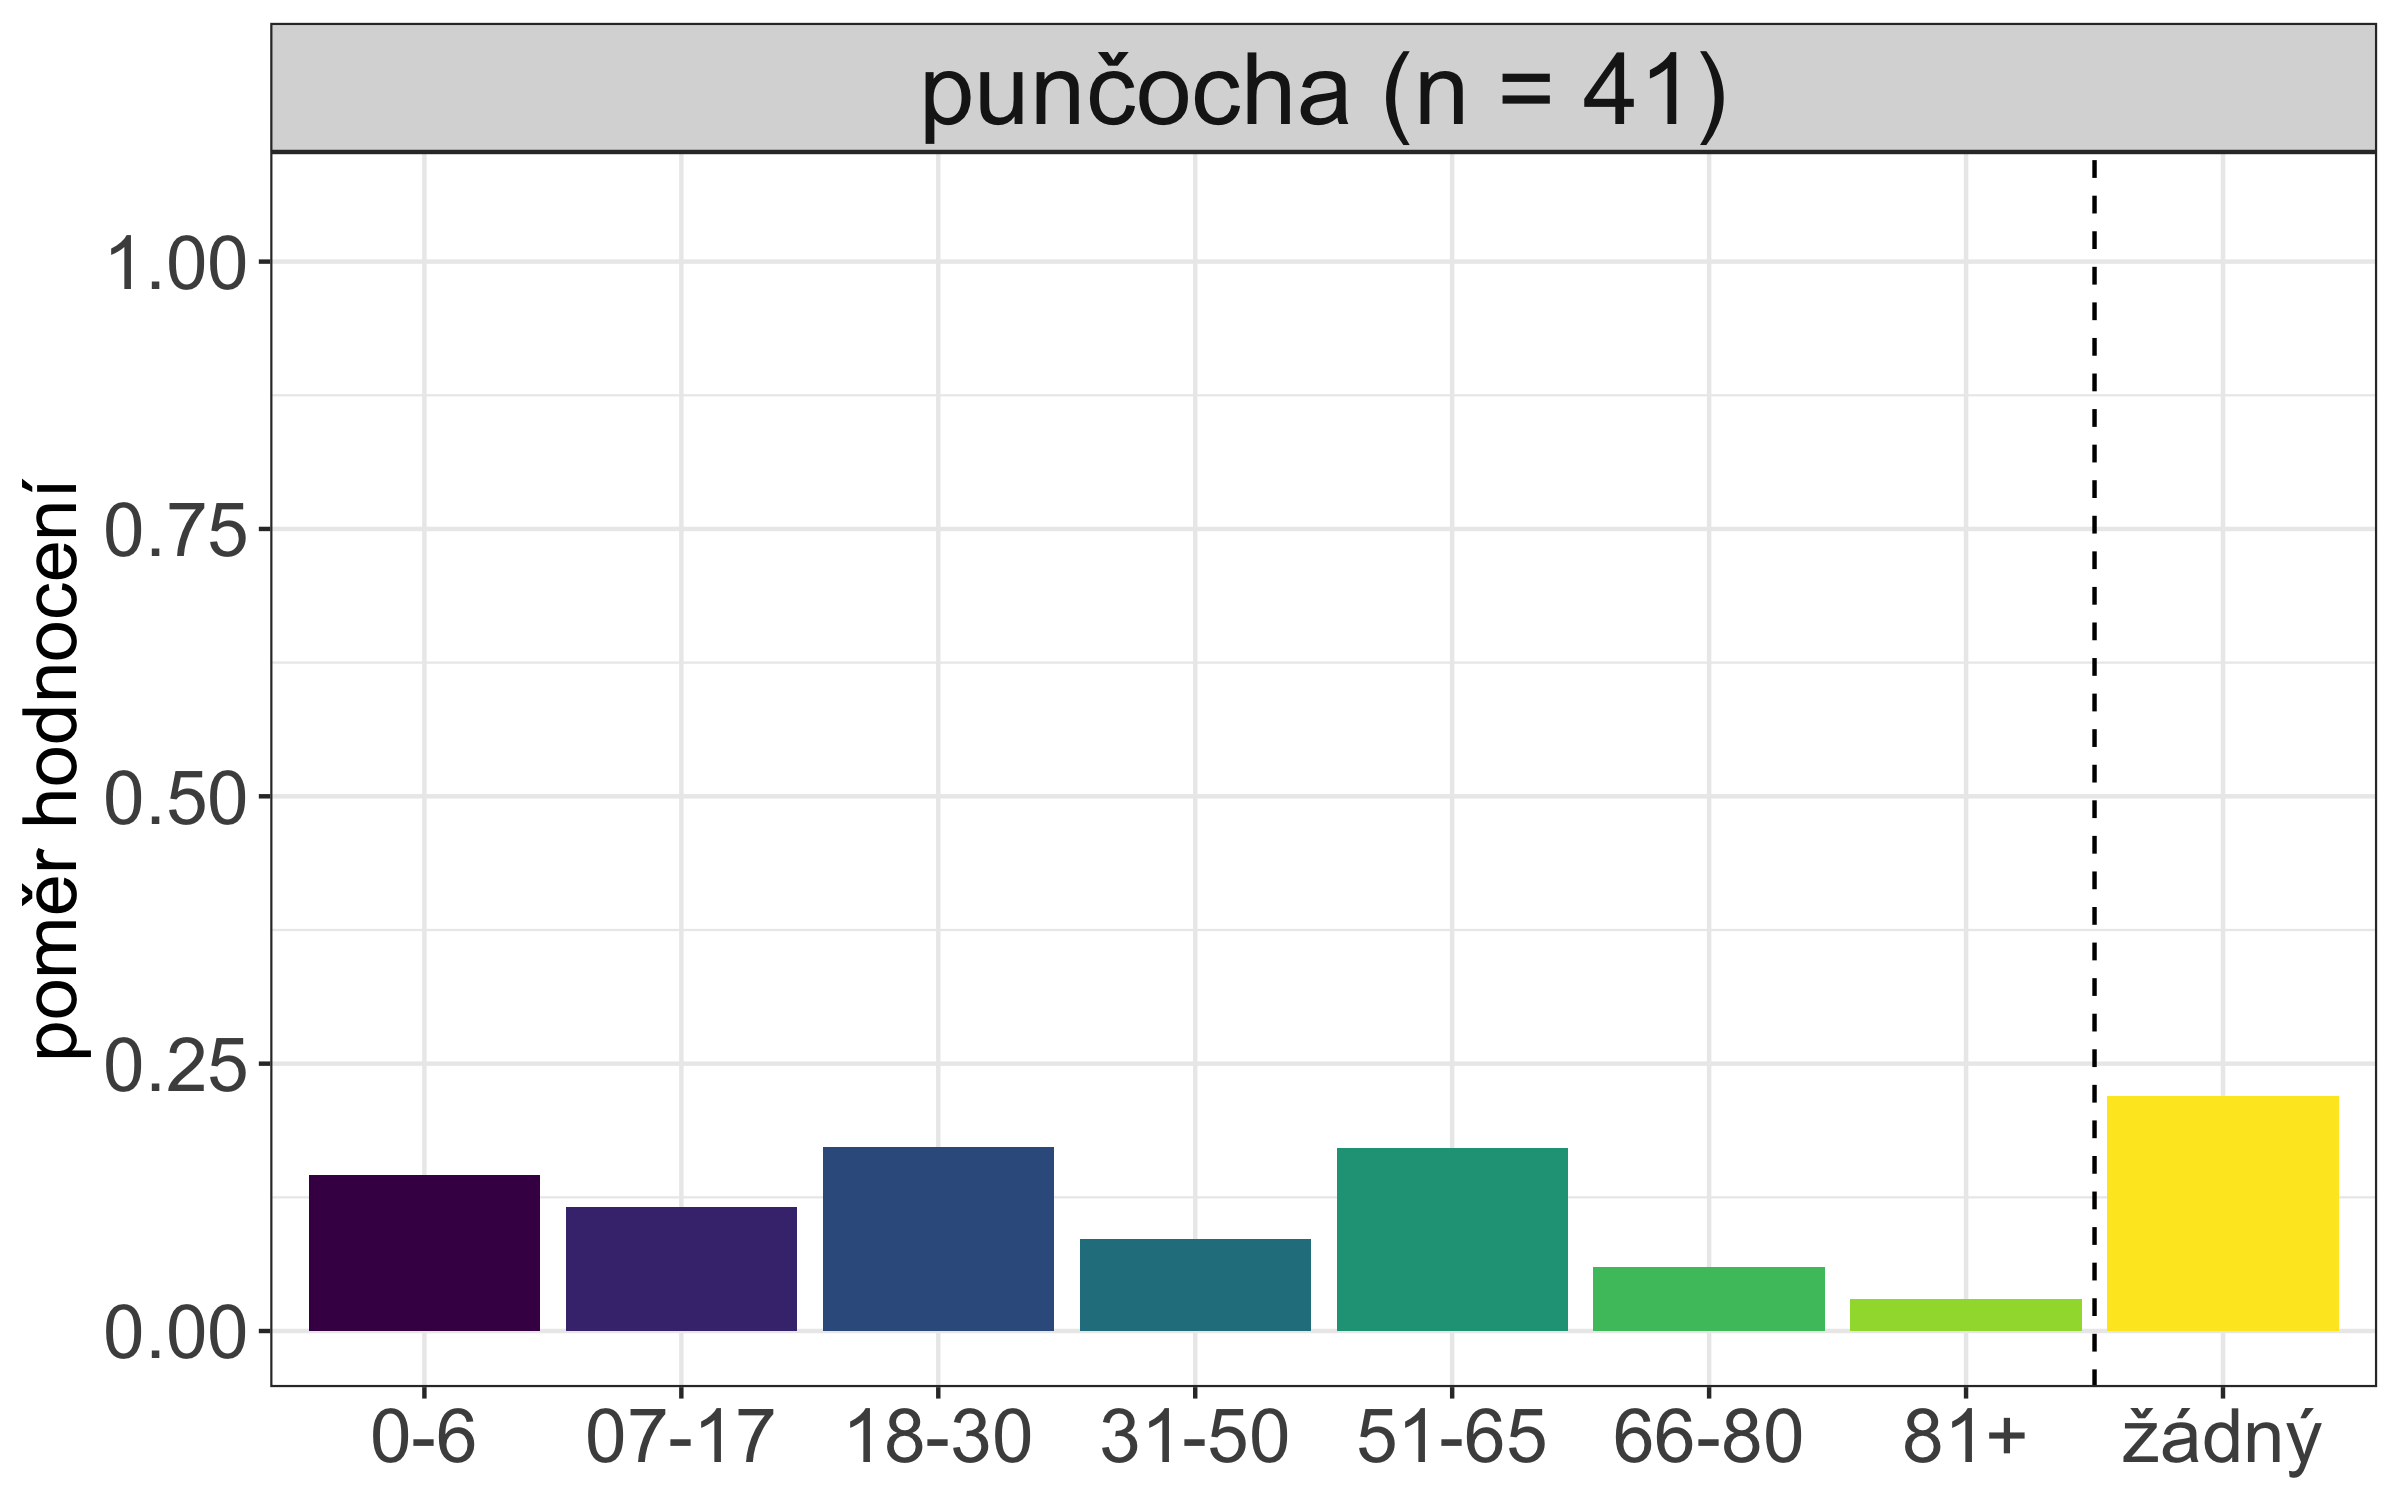 punčocha (n = 41)
poměr hodnocení
1.00
0.75
0.50
0.25
0.00
0-6 07-17 18-30 31-50 51-65 66-80 81+ žádný